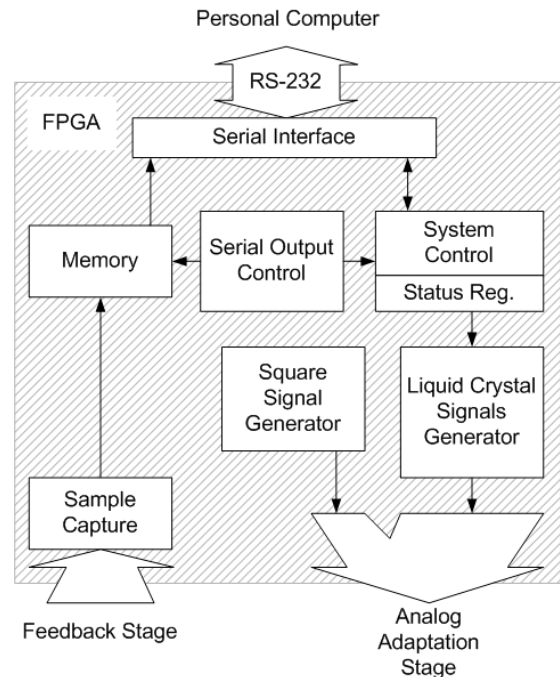 Personal Computer
RS-232
FPGA
Serial Interface
Memory
Serial Output
Control
System
Control
Status Reg.
Square
Signal
Generator
Liquid Crystal
Signals
Generator
Sample
Capture
Feedback Stage
Analog
Adaptation
Stage